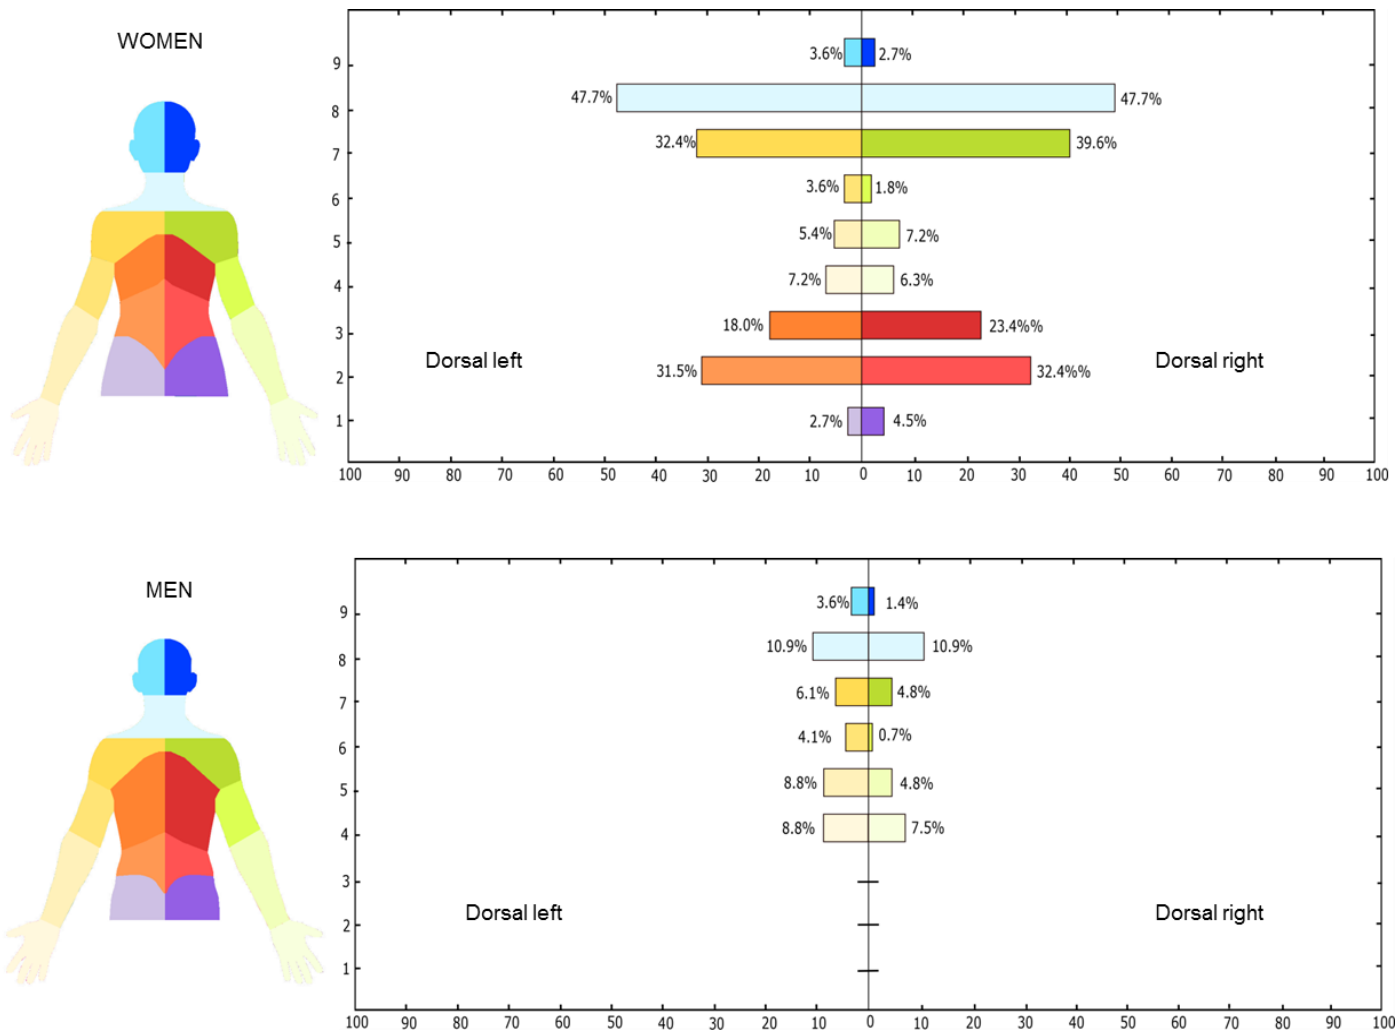 WOMEN
9 3.6% 2.7%
8 47.7% 47.7%
7 32.4% 39.6%
6 3.6% 1.8%
5 5.4% 7.2%
4 7.2% 6.3%
3 18.0% 23.4%%
Dorsal left Dorsal right
2 31.5% 32.4%%
1 2.7% 4.5%
100 90 80 70 60 50 40 30 20 10 0 10 20 30 40 50 60 70 80 90 100
MEN
9 3.6% 1.4%
8 10.9% 10.9%
7 6.1% 4.8%
6 4.1% 0.7%
5 8.8% 4.8%
4 8.8% 7.5%
3
Dorsal left Dorsal right
2
1
100 90 80 70 60 50 40 30 20 10 0 10 20 30 40 50 60 70 80 90 100